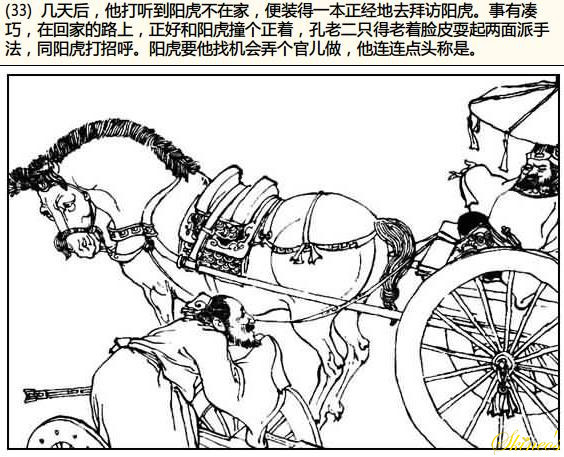 (33) 几天后，他打听到阳虎不在家，便装得一本正经地去拜访阳虎。事有凑
巧，在回家的路上，正好和阳虎撞个正着，孔老二只得老着脸皮耍起两面派手
法，同阳虎打招呼。阳虎要他找机会弄个官儿做，他连连点头称是。